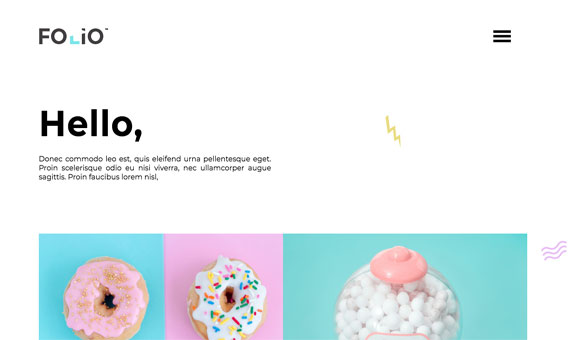 FOLiO™
Hello,
Donec commodo leo est, quis eleifend urna pellentesque eget.
Proin scelerisque odio eu nisi viverra, nec ullamcorper augue
sagittis. Proin faucibus lorem nisl,